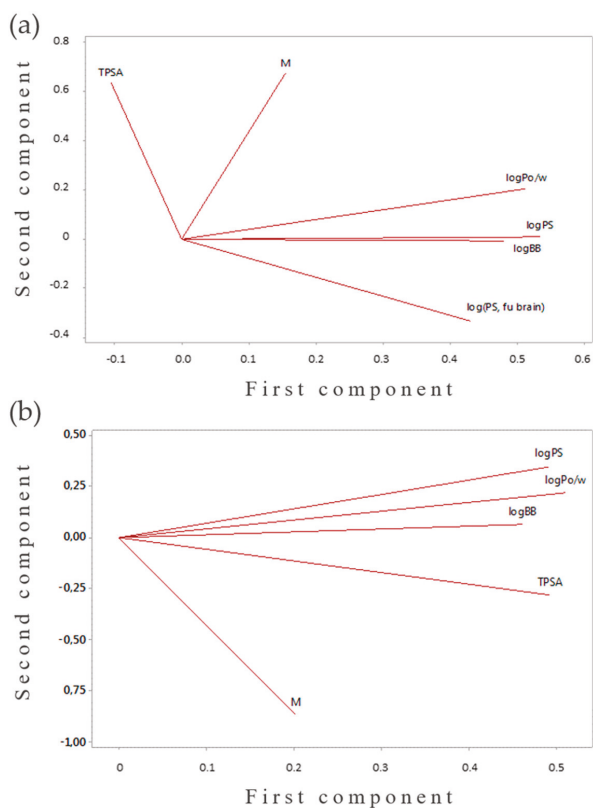 (a)
0.8
0.6
0.4
0.2
0
-0.2
-0.4
Second component
TPSA
M
logPo/w
logPS
logBB
log(PS, fu brain)
-0.1
0.0
0.1
0.2
0.3
0.4
0.5
0.6
First component
(b)
0,50
0,25
0,00
-0,25
-0,50
0,75
-1,00
Second component
logPS
logPo/w
logBB
TPSA
M
0
0.1
0.2
0.3
0.4
0.5
First component